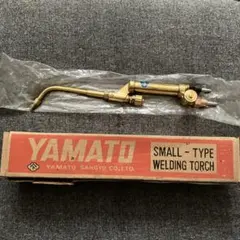 YAMATO
YAMATO SANGYO CO.,LTD.
SMALL-TYPE
WELDING TORCH